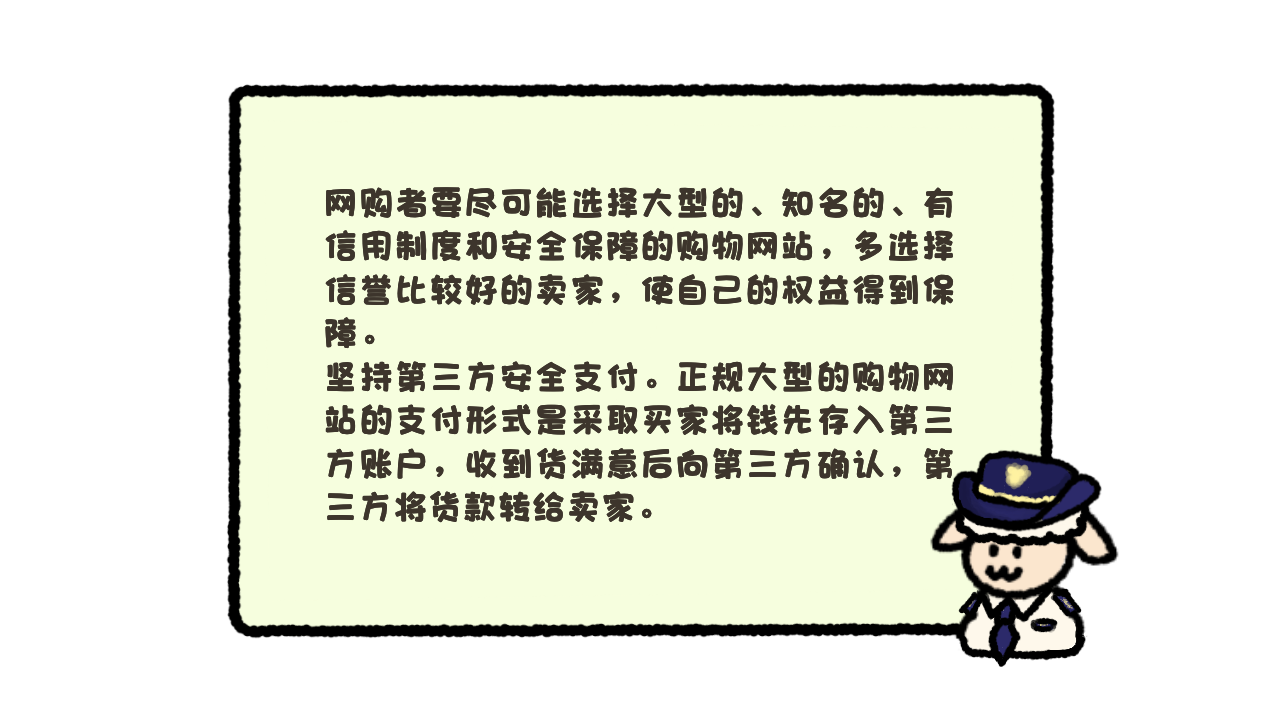 网购者要尽可能选择大型的、知名的、有
信用制度和安全保障的购物网站，多选择
信誉比较好的卖家，使自己的权益得到保
障。
坚持第三方安全支付。正规大型的购物网
站的支付形式是采取买家将钱先存入第三
方账户，收到货满意后向第三方确认，第
三方将货款转给卖家。